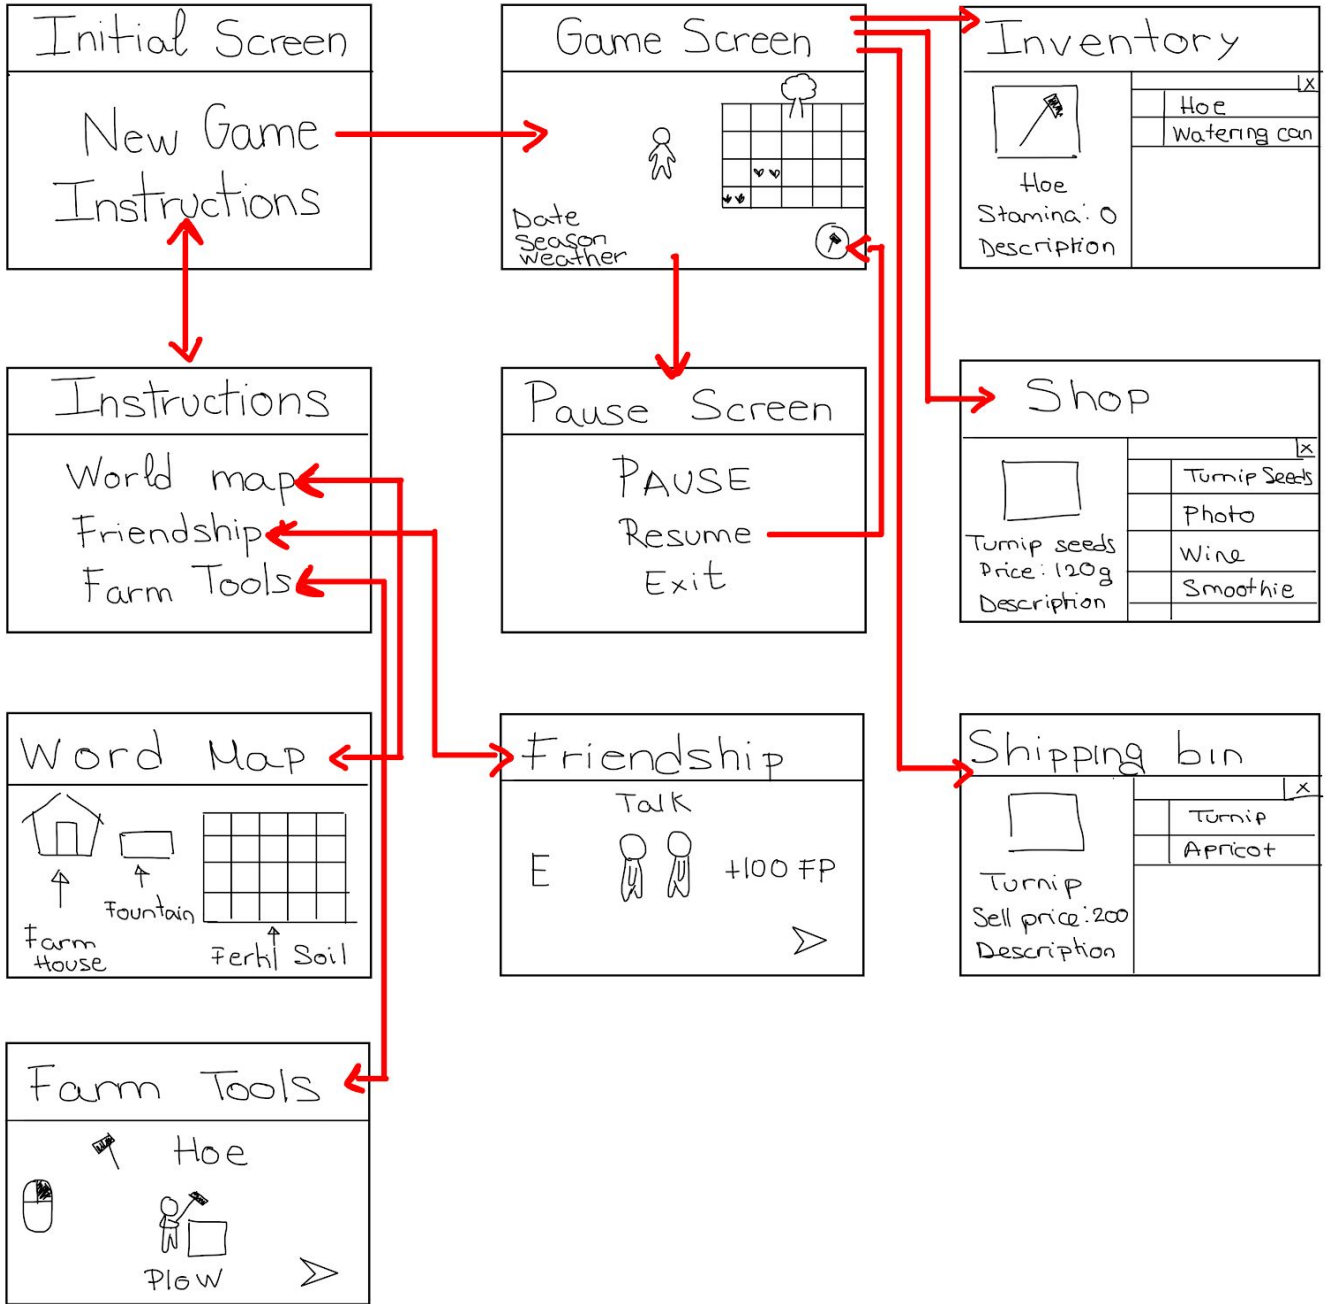 Initial Screen
New Game
Instructions
Game Screen
Date
Season
Weather
Inventory
X
Hoe
Watering can
Hoe
Stamina: 0
Description
Instructions
World map
Friendship
Farm Tools
Pause Screen
PAUSE
Resume
Exit
Shop
X
Turnip Seeds
Photo
Wine
Smoothie
Turnip seeds
Price: 120g
Description
Word Map
Fountain
Farm
House
Soil
Friendship
Talk
E
+100 FP
Shipping bin
X
Turnip
Apricot
Turnip
Sell price: 200
Description
Farm Tools
Hoe
Plow